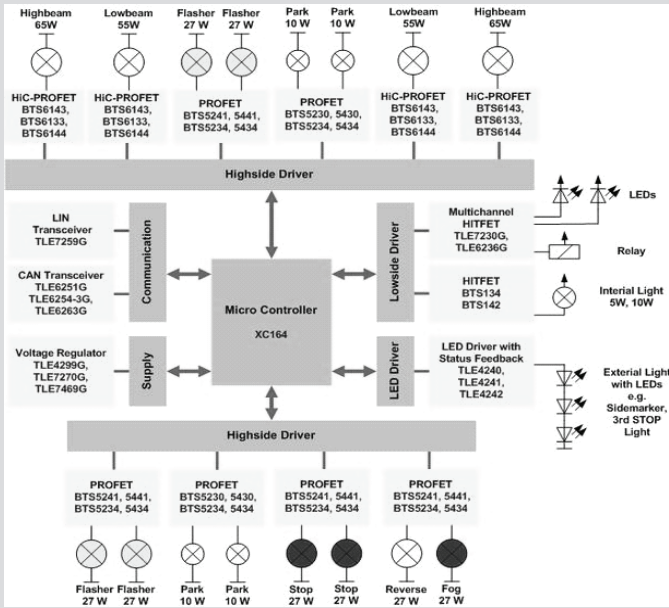 Highbeam
65W
Lowbeam
55W
Flasher
27 W
Flasher
27 W
Park
10 W
Park
10 W
Lowbeam
55W
Highbeam
65W
HiC-PROFET
BTS6143,
BTS6133,
BTS6144
HiC-PROFET
BTS6143,
BTS6133,
BTS6144
PROFET
BTS5241, 5441,
BTS5234, 5434
PROFET
BTS5230, 5430,
BTS5234, 5434
HiC-PROFET
BTS6143,
BTS6133,
BTS6144
HiC-PROFET
BTS6143,
BTS6133,
BTS6144
Highside Driver
LIN
Transceiver
TLE7259G
CAN Transceiver
TLE6251G
TLE6254-3G,
TLE6263G
Communication
Voltage Regulator
TLE4299G,
TLE7270G,
TLE7469G
Supply
Micro Controller
XC164
Lowside Driver
Multichannel
HITFET
TLE7230G,
TLE6236G
HITFET
BTS134
BTS142
LED Driver
LED Driver with
Status Feedback
TLE4240,
TLE4241,
TLE4242
LEDs
Relay
Interial Light
5W, 10W
Exterial Light
with LEDs
e.g.
Sidemarker,
3rd STOP
Light
Highside Driver
PROFET
BTS5241, 5441,
BTS5234, 5434
PROFET
BTS5230, 5430,
BTS5234, 5434
PROFET
BTS5241, 5441,
BTS5234, 5434
PROFET
BTS5241, 5441,
BTS5234, 5434
Flasher
27 W
Flasher
27 W
Park
10 W
Park
10 W
Stop
27 W
Stop
27 W
Reverse
27 W
Fog
27 W